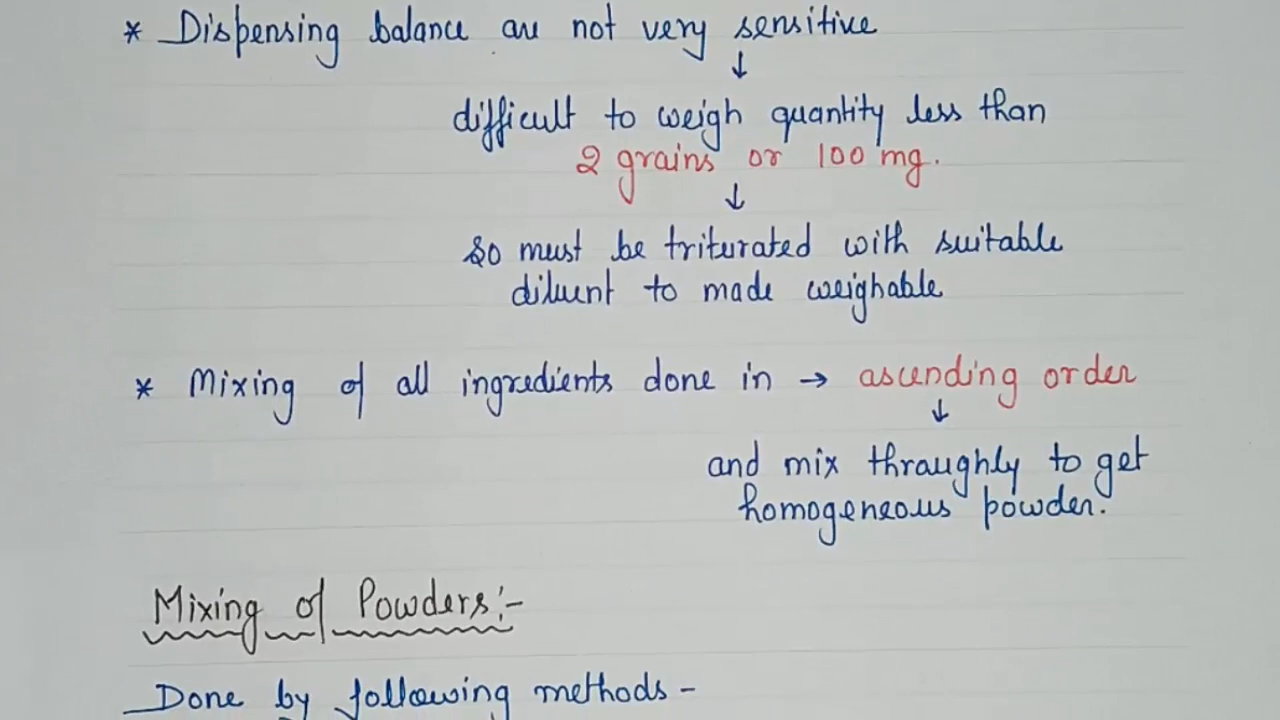 * Dispensing balance are not very sensitive
↓
difficult to weigh quantity less than
2 grains or 100 mg.
↓
so must be triturated with suitable
diluent to made weighable
* Mixing of all ingredients done in → ascending order
↓
and mix thraughly to get
homogeneous powder.
Mixing of Powders:-
Done by following methods -